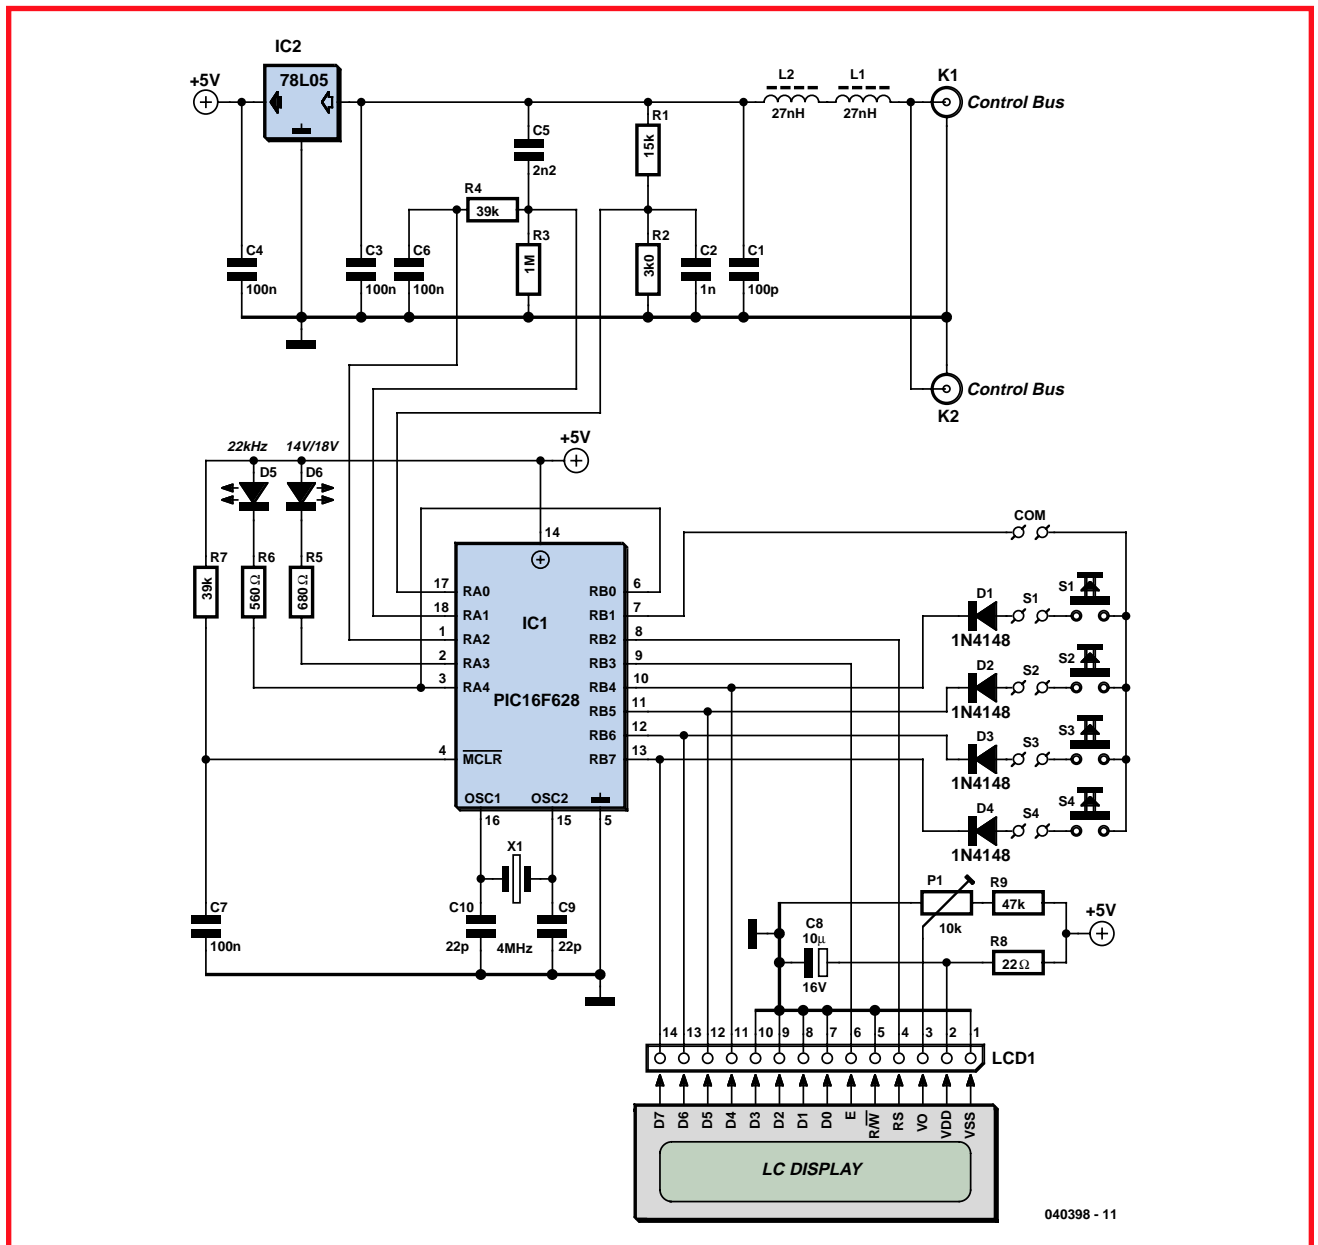 IC2
+5V
78L05
L2
L1
27nH
27nH
K1
Control Bus
C5
2n2
R1
15k
R4
39k
R3
1M
R2
3k0
C4
100n
C3
100n
C6
100n
C2
1n
C1
100p
Control Bus
K2
22kHz
14V/18V
+5V
D5
D6
R7
39k
R6
560Ω
R5
680Ω
14
COM
17
RA0
RB0
6
18
RA1
IC1
RB1
7
1
RA2
RB2
8
2
RA3
RB3
9
3
RA4
RB4
10
PIC16F628
RB5
11
RB6
12
4
MCLR
RB7
13
OSC1
OSC2
16
15
5
D1
S1
S1
1N4148
D2
S2
S2
1N4148
D3
S3
S3
1N4148
D4
S4
S4
1N4148
X1
C10
22p
4MHz
C9
22p
C7
100n
P1
10k
R9
47k
+5V
C8
10µ
16V
R8
22Ω
14 13 12 11 10 9 8 7 6 5 4 3 2 1
LCD1
D7 D6 D5 D4 D3 D2 D1 D0 E R/W RS VO VDD VSS
LC DISPLAY
040398 - 11